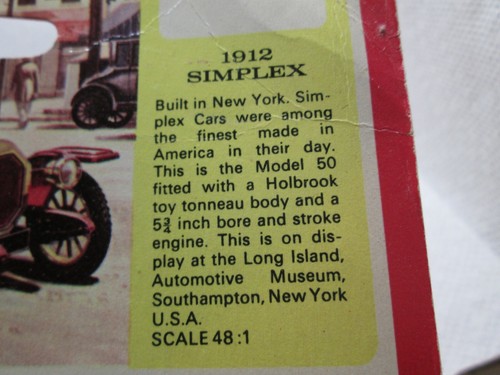 1912
SIMPLEX
Built in New York. Sim-
plex Cars were among
the finest made in
America in their day.
This is the Model 50
fitted with a Holbrook
toy tonneau body and a
5¾ inch bore and stroke
engine. This is on dis-
play at the Long Island,
Automotive Museum,
Southampton, New York
U.S.A.
SCALE 48:1